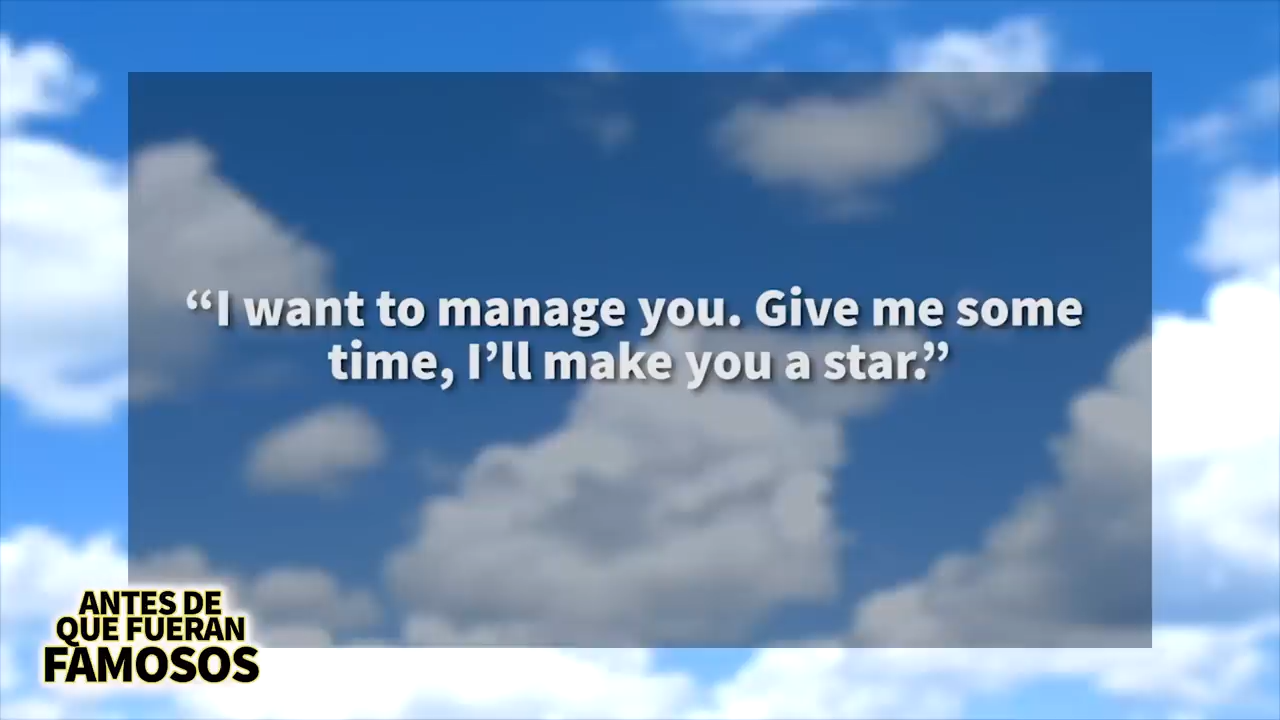 “I want to manage you. Give me some
time, I’ll make you a star.”
ANTES DE
QUE FUERAN
FAMOSOS